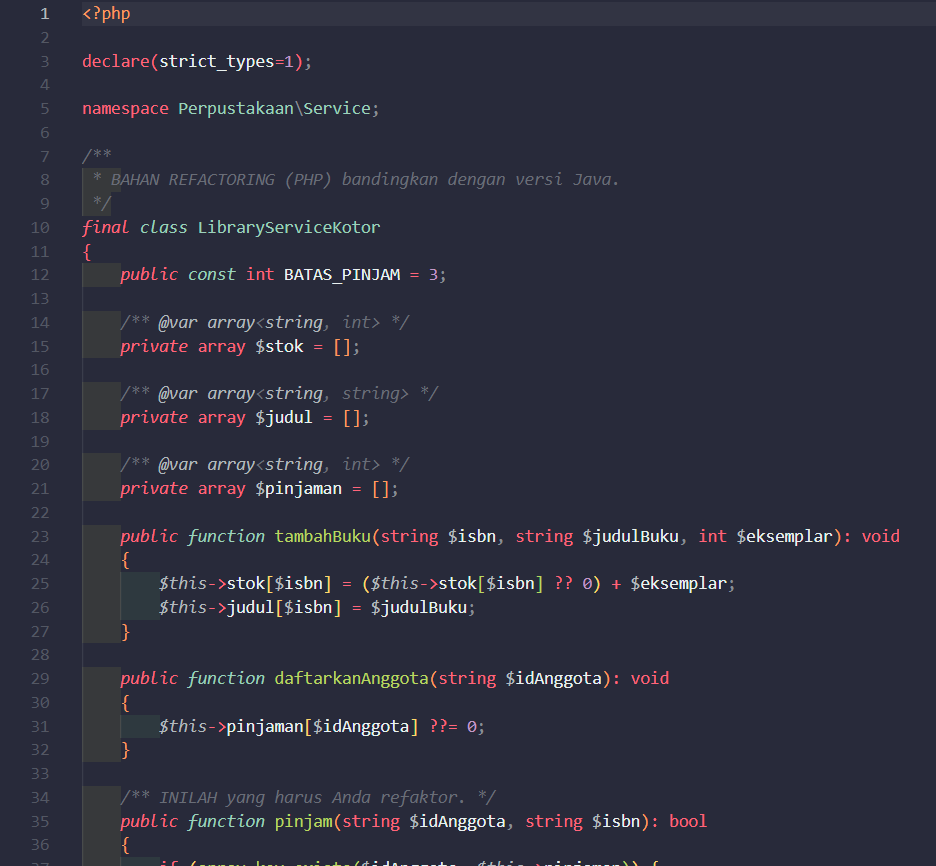 1 <?php
2
3 declare(strict_types=1);
4
5 namespace Perpustakaan\Service;
6
7 /**
8  * BAHAN REFACTORING (PHP) bandingkan dengan versi Java.
9  */
10 final class LibraryServiceKotor
11 {
12     public const int BATAS_PINJAM = 3;
13
14     /** @var array<string, int> */
15     private array $stok = [];
16
17     /** @var array<string, string> */
18     private array $judul = [];
19
20     /** @var array<string, int> */
21     private array $pinjaman = [];
22
23     public function tambahBuku(string $isbn, string $judulBuku, int $eksemplar): void
24     {
25         $this->stok[$isbn] = ($this->stok[$isbn] ?? 0) + $eksemplar;
26         $this->judul[$isbn] = $judulBuku;
27     }
28
29     public function daftarkanAnggota(string $idAnggota): void
30     {
31         $this->pinjaman[$idAnggota] ??= 0;
32     }
33
34     /** INILAH yang harus Anda refaktor. */
35     public function pinjam(string $idAnggota, string $isbn): bool
36     {
37         if (array_key_exists($idAnggota, $this->pinjaman)) {